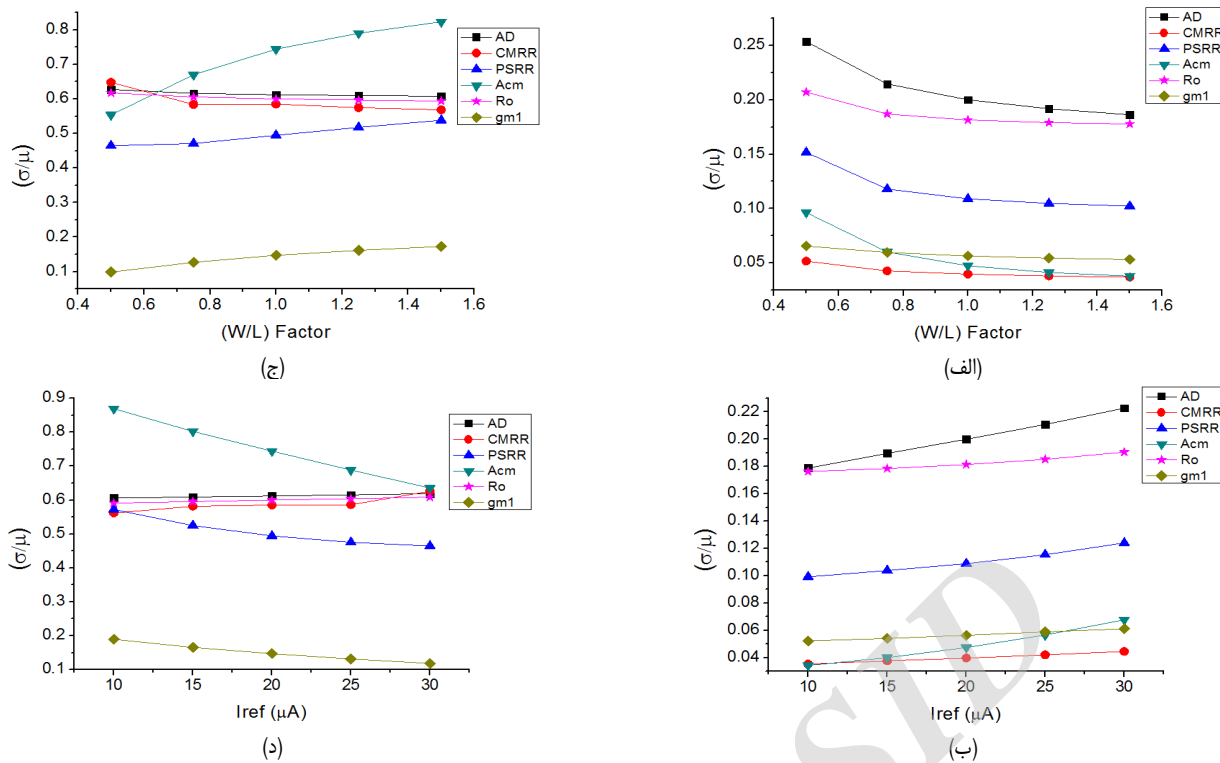 0.8
0.7
0.6
0.5
0.4
0.3
0.2
0.1
(σ/μ)
0.4 0.6 0.8 1.0 1.2 1.4 1.6
(W/L) Factor
AD
CMRR
PSRR
Acm
Ro
gm1
(ج)
0.25
0.20
0.15
0.10
0.05
(σ/μ)
0.4 0.6 0.8 1.0 1.2 1.4 1.6
(W/L) Factor
AD
CMRR
PSRR
Acm
Ro
gm1
(الف)
0.9
0.8
0.7
0.6
0.5
0.4
0.3
0.2
0.1
(σ/μ)
10 15 20 25 30
Iref (μA)
AD
CMRR
PSRR
Acm
Ro
gm1
(د)
0.22
0.20
0.18
0.16
0.14
0.12
0.10
0.08
0.06
0.04
(σ/μ)
10 15 20 25 30
Iref (μA)
AD
CMRR
PSRR
Acm
Ro
gm1
(ب)
SID